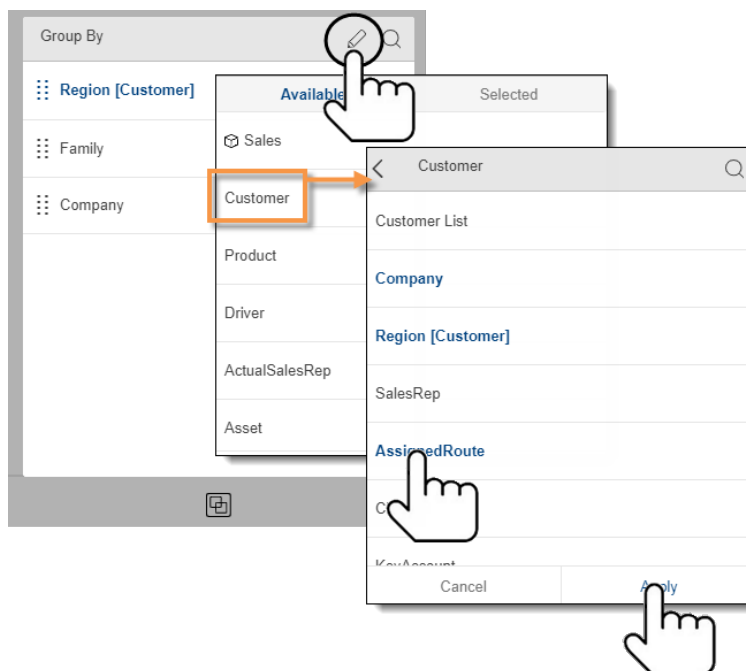 Group By
Region [Customer]
Family
Company
Available
Selected
Sales
Customer
Product
Driver
ActualSalesRep
Asset
Customer
Customer List
Company
Region [Customer]
SalesRep
AssignedRoute
KeyAccount
Cancel
Apply